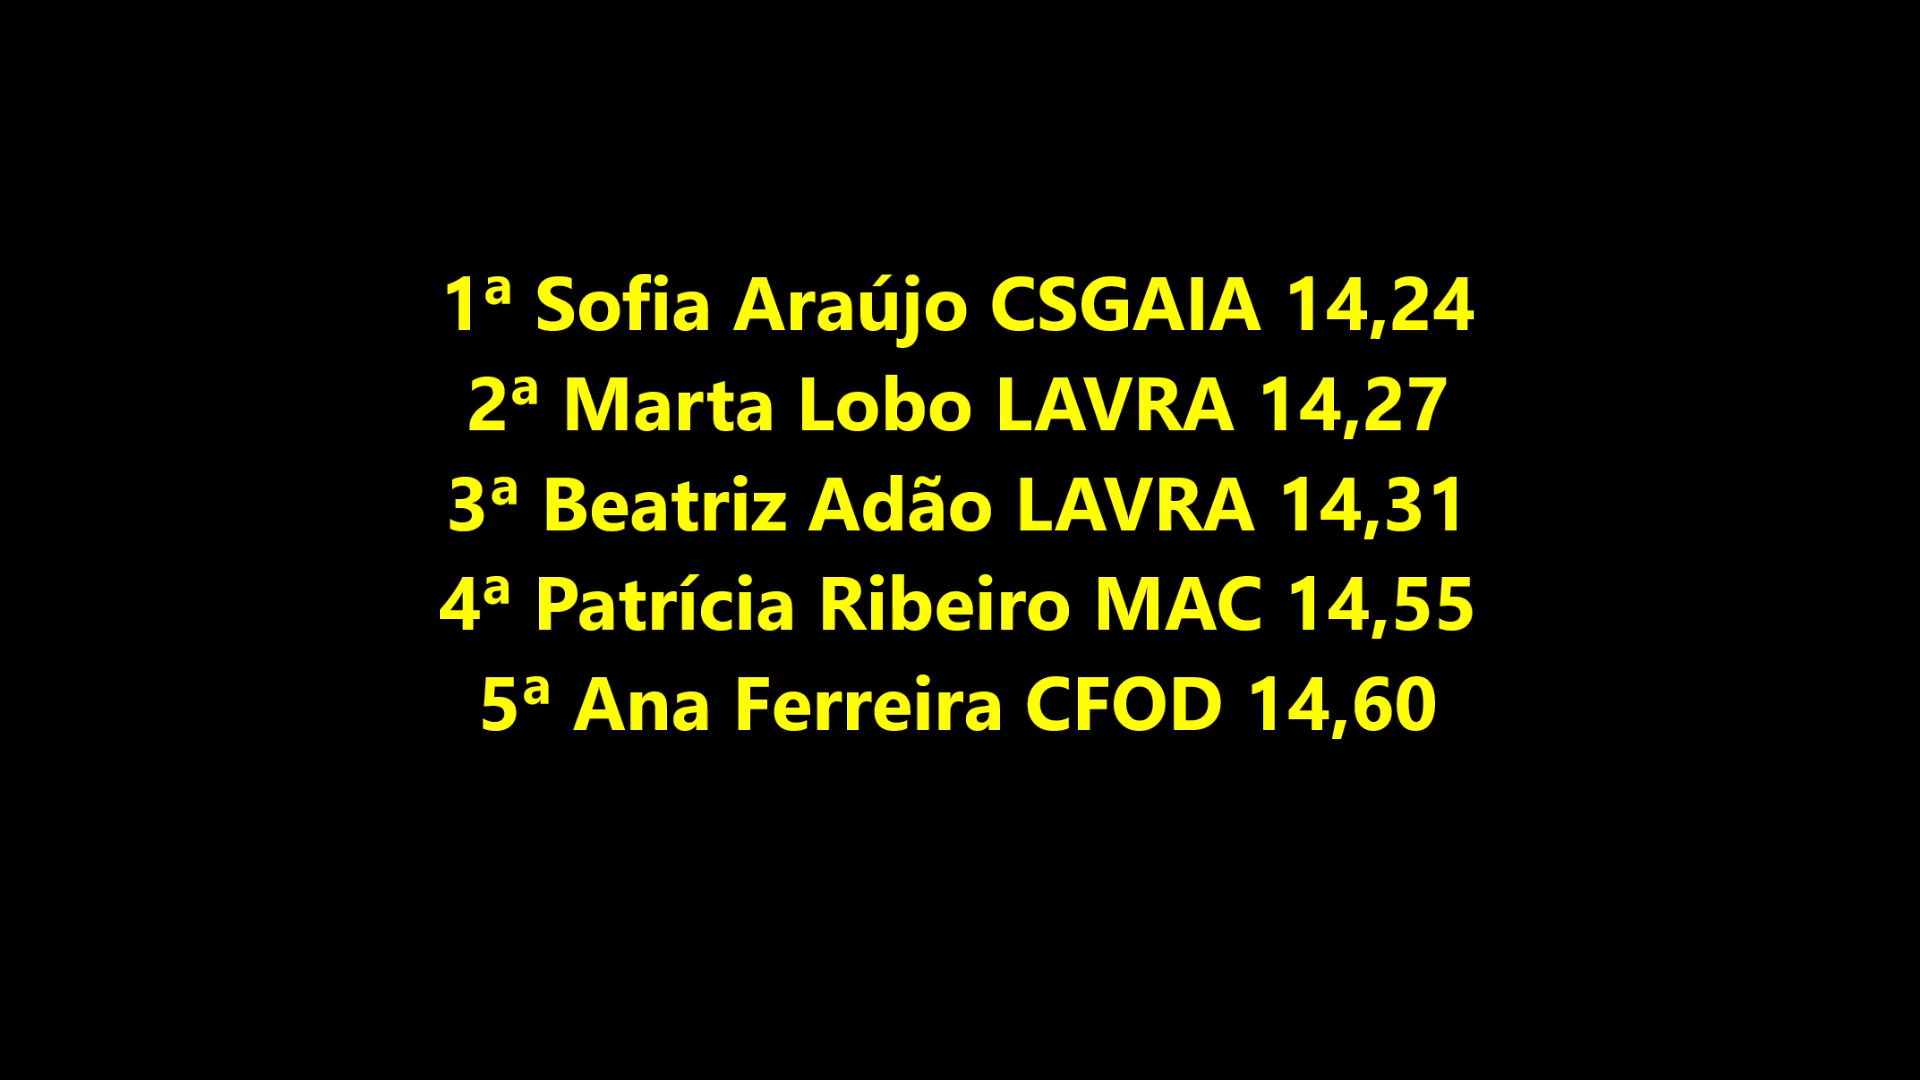 1ª Sofia Araújo CSGAIA 14,24
2ª Marta Lobo LAVRA 14,27
3ª Beatriz Adão LAVRA 14,31
4ª Patrícia Ribeiro MAC 14,55
5ª Ana Ferreira CFOD 14,60